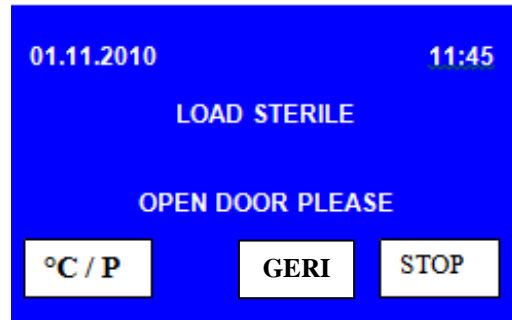 01.11.2010 11:45
LOAD STERILE
OPEN DOOR PLEASE
°C / P GERI STOP